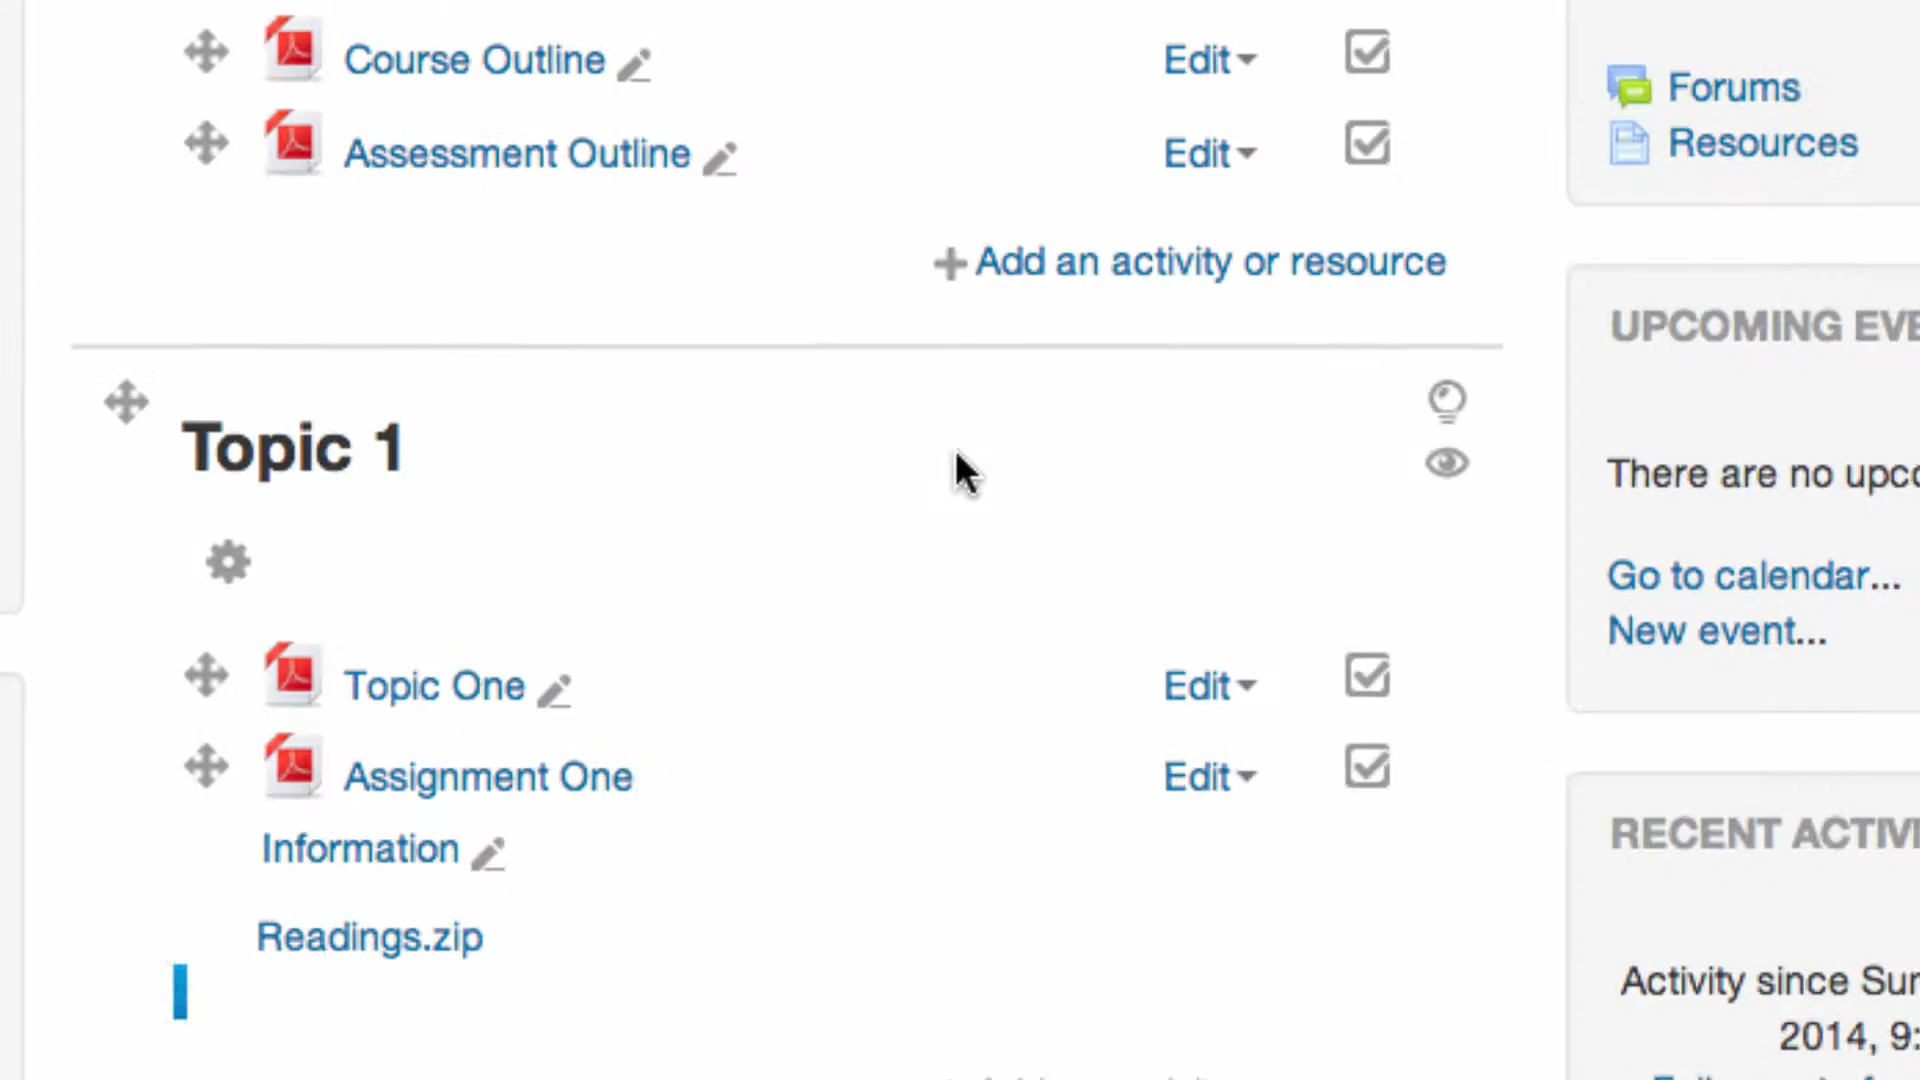 Course Outline
Edit
Assessment Outline
Edit
Add an activity or resource
Topic 1
Topic One
Edit
Assignment One
Edit
Information
Readings.zip
Forums
Resources
UPCOMING EVE
There are no upco
Go to calendar...
New event...
RECENT ACTIVI
Activity since Sun
2014, 9: